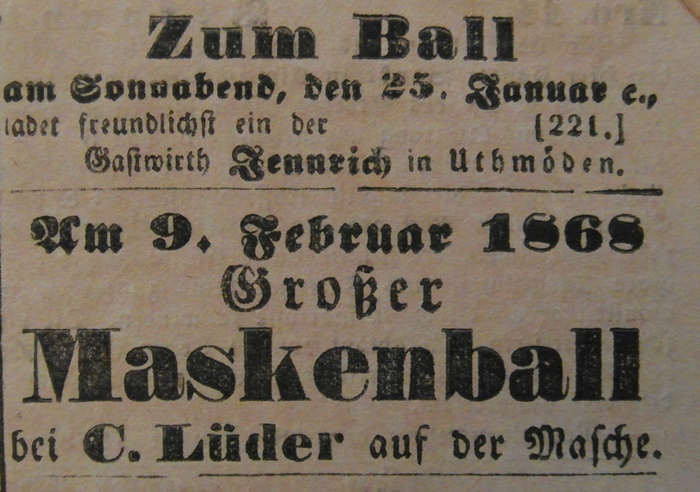 Zum Ball
am Sonnabend, den 25. Januar c.,
ladet freundlichst ein der [221.]
Gastwirth Jennrich in Uthmöden.
Am 9. Februar 1868
Großer
Maskenball
bei C. Lüder auf der Masche.